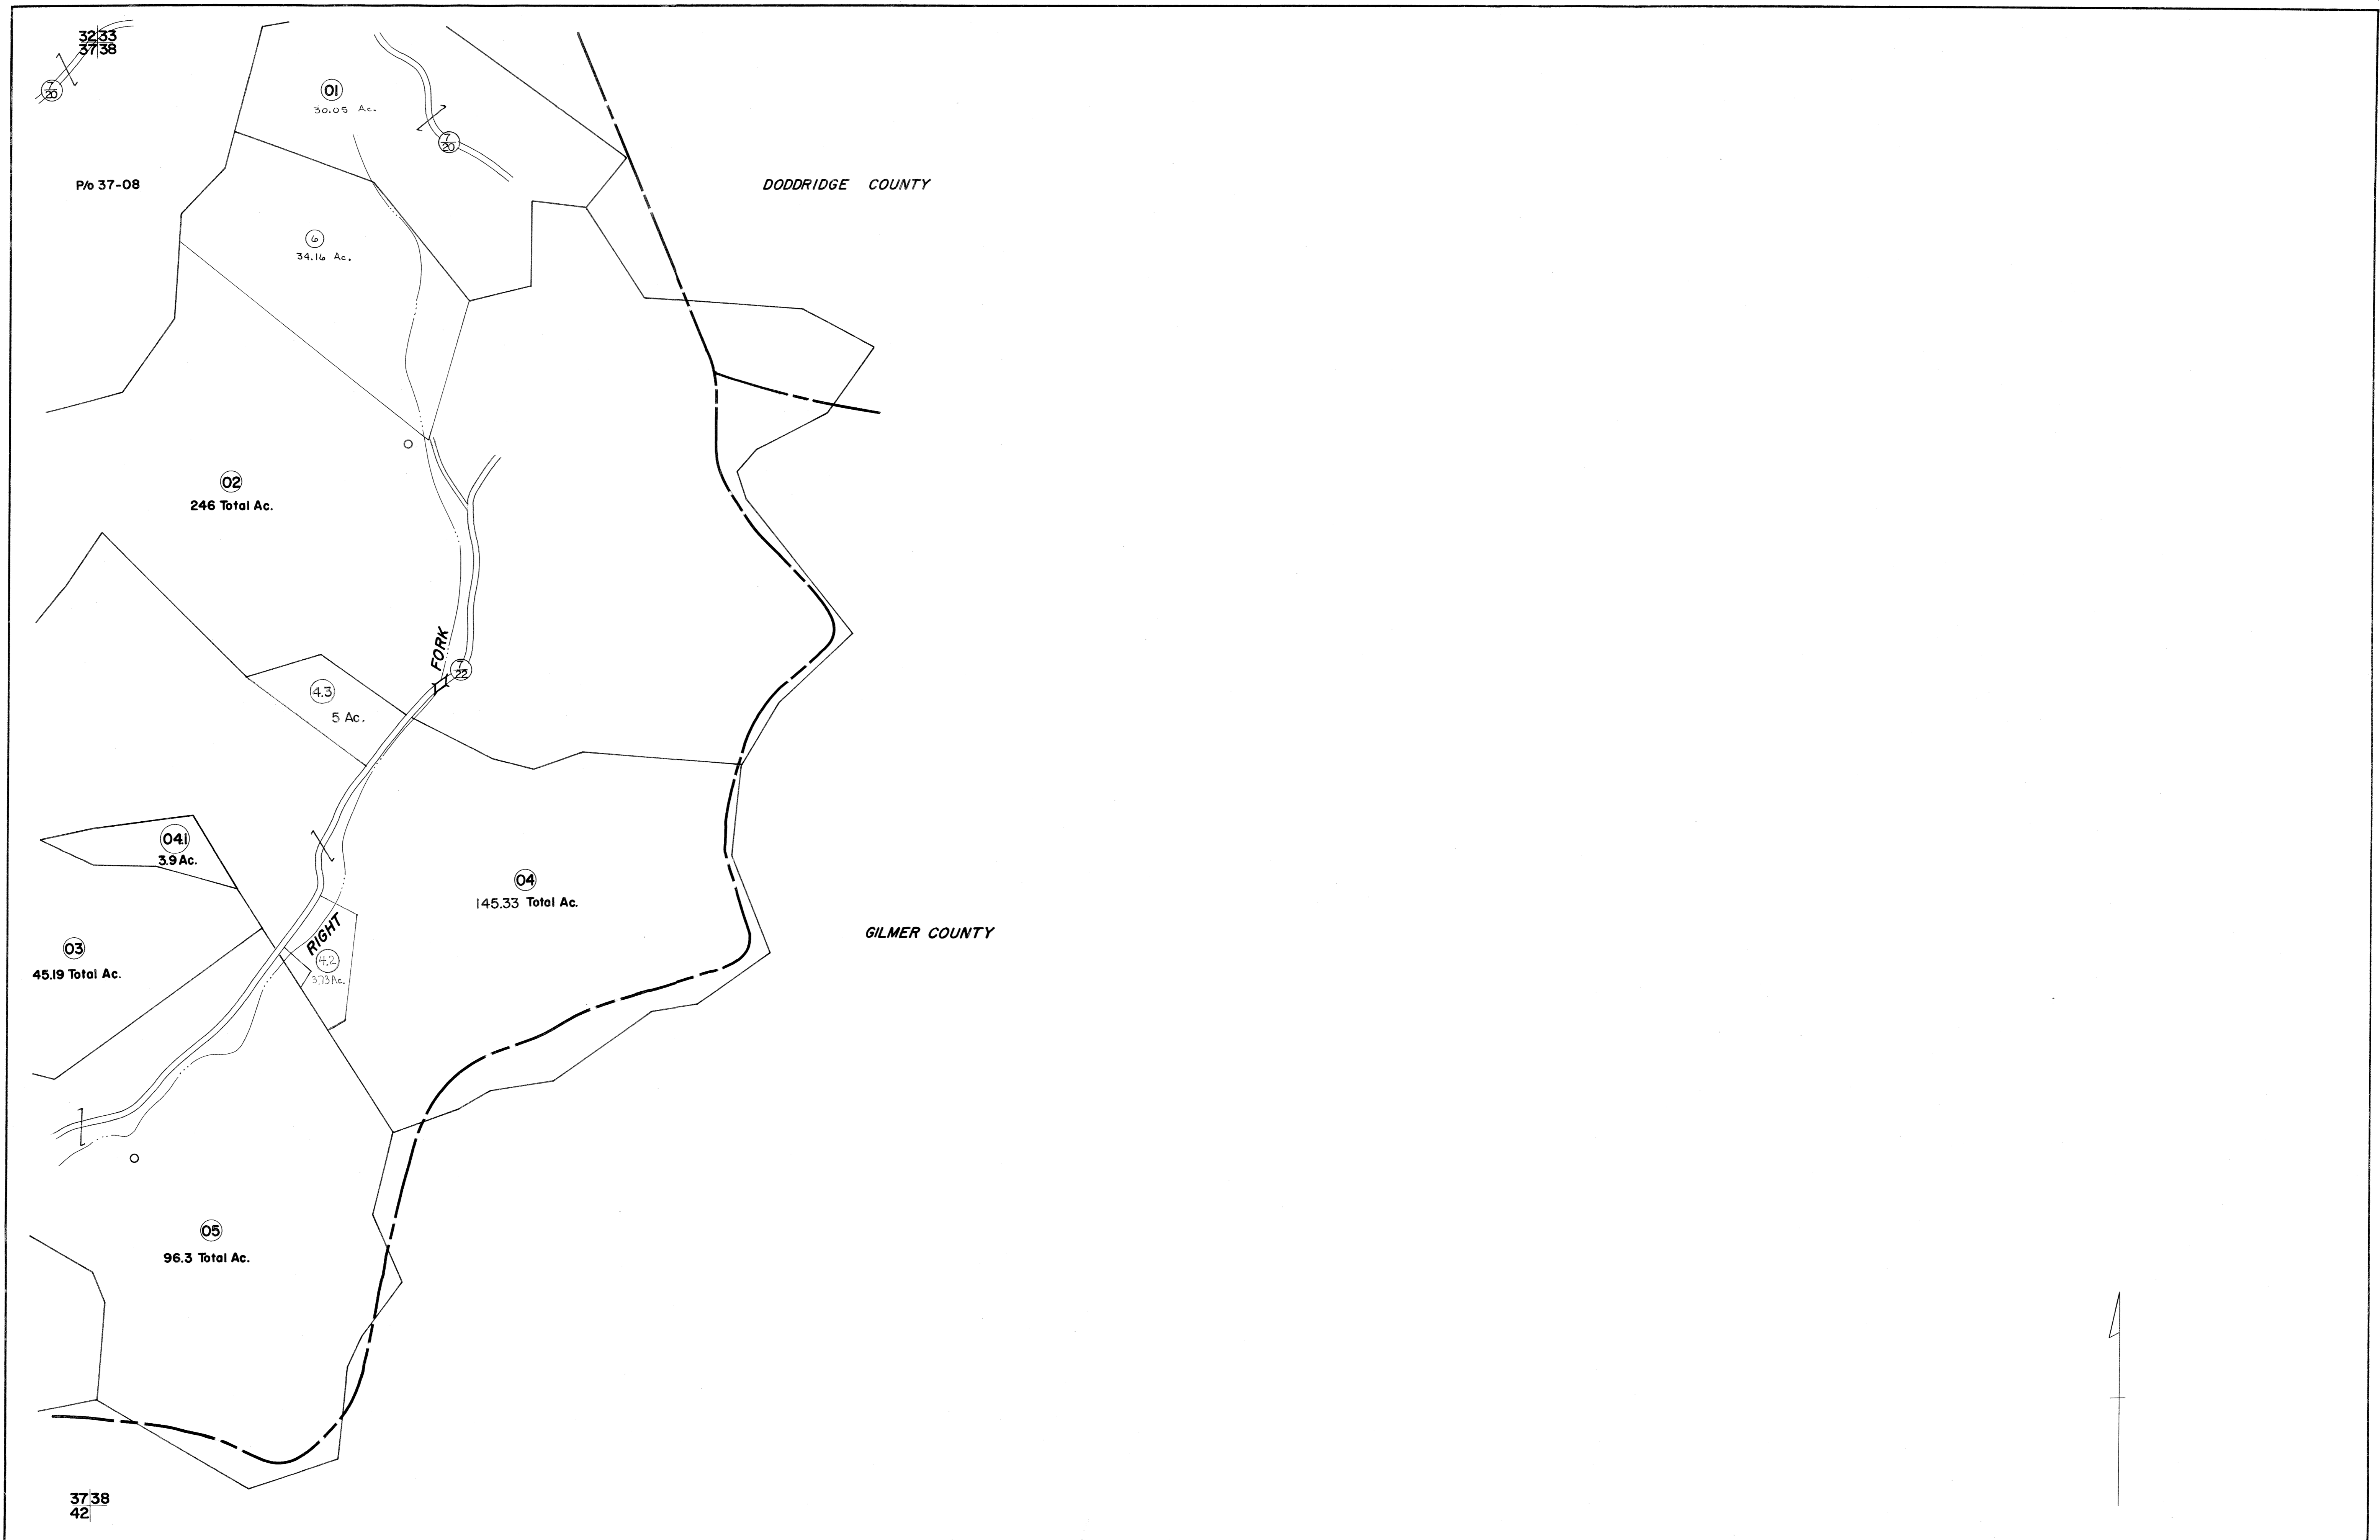 32 33
37 38
7
20
01
30.05 Ac.
7
20
P/o 37-08
DODDRIDGE COUNTY
6
34.16 Ac.
02
246 Total Ac.
FORK
7
22
4.3
5 Ac.
04.1
3.9 Ac.
04
145.33 Total Ac.
RIGHT
GILMER COUNTY
03
45.19 Total Ac.
4.2
3.73 Ac.
05
96.3 Total Ac.
37 38
42